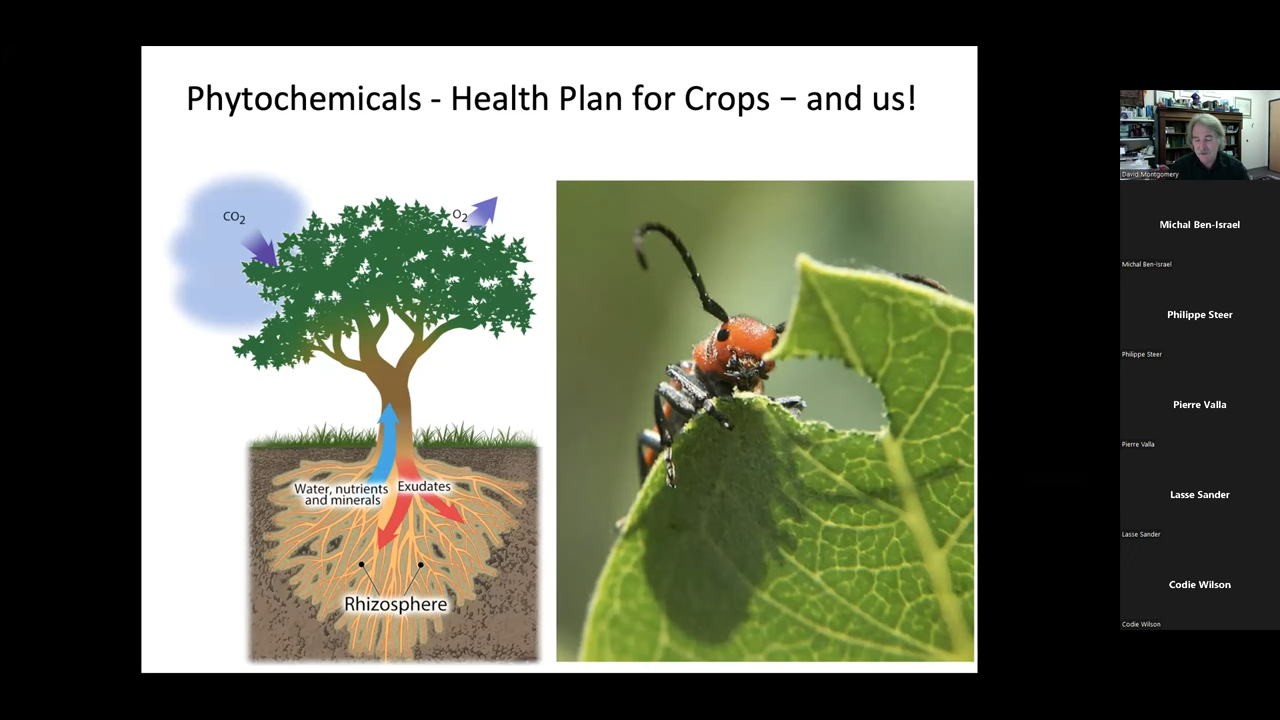 Phytochemicals - Health Plan for Crops – and us!
CO2
O2
Water, nutrients
and minerals
Exudates
Rhizosphere
David Montgomery
Michal Ben-Israel
Michal Ben-Israel
Philippe Steer
Philippe Steer
Pierre Valla
Pierre Valla
Lasse Sander
Lasse Sander
Codie Wilson
Codie Wilson